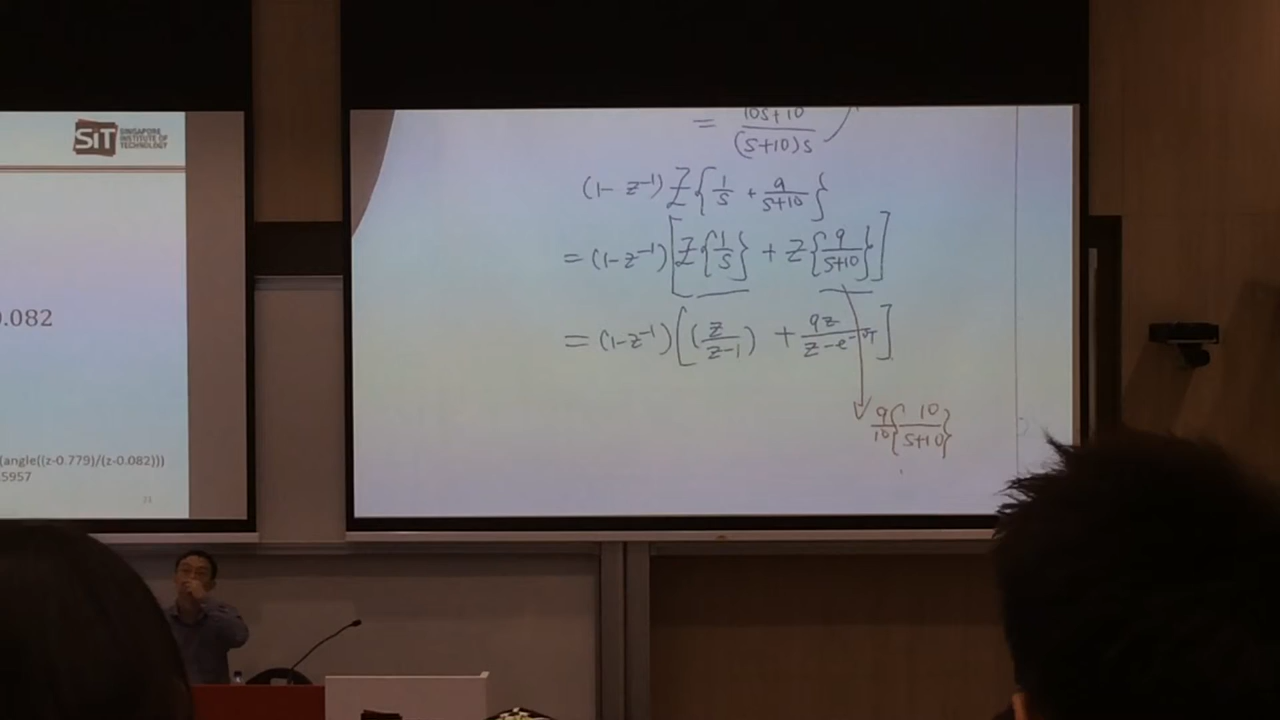 SiT SINGAPORE INSTITUTE OF TECHNOLOGY
0.082
(angle((z-0.779)/(z-0.082)))
5957
= 10s+10 / (s+10)s
(1- z⁻¹) Z{1/s + 9/s+10}
= (1-z⁻¹)[Z{1/s} + Z{9/s+10}]
= (1-z⁻¹)[(z/z-1) + 9z/z-e⁻¹⁰ᵀ]
9/10{10/s+10}